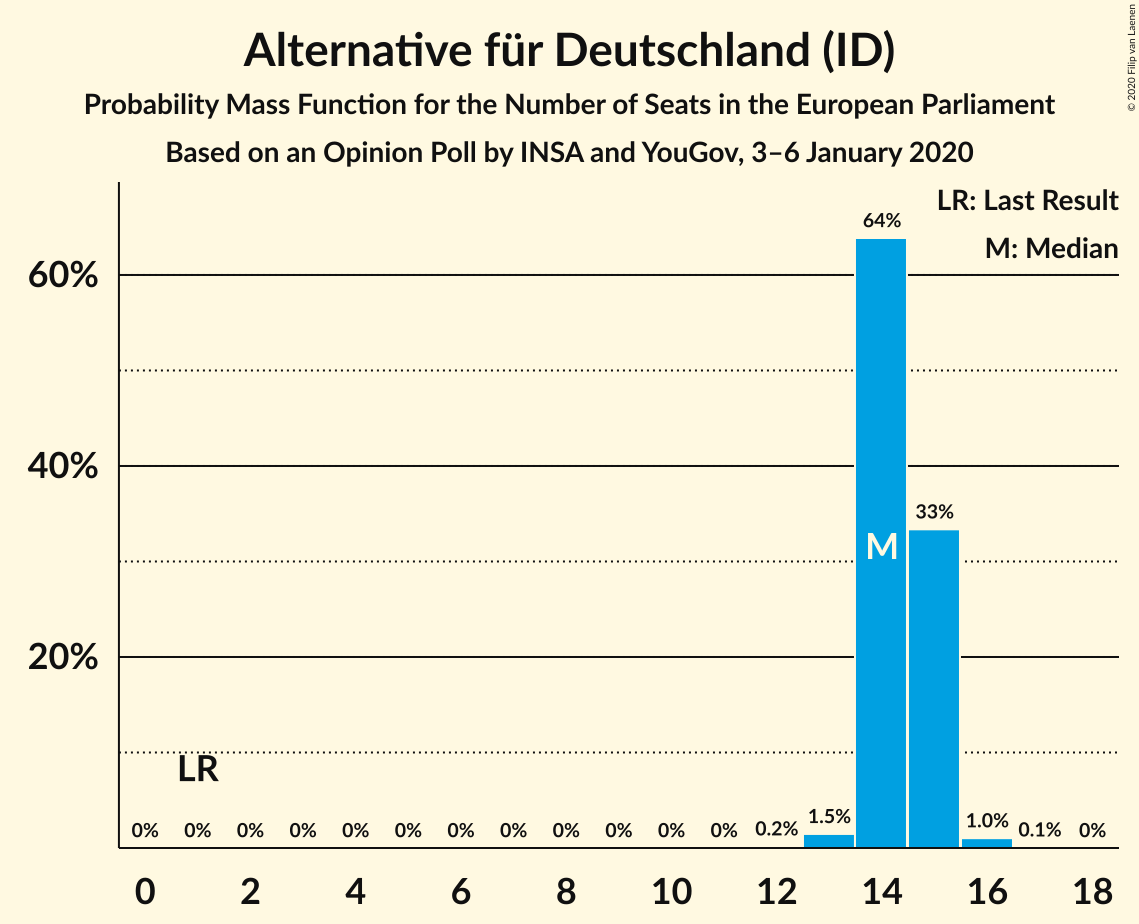 Alternative für Deutschland (ID)
Probability Mass Function for the Number of Seats in the European Parliament
Based on an Opinion Poll by INSA and YouGov, 3–6 January 2020
© 2020 Filip van Laenen
LR: Last Result
M: Median
64%
60%
40%
33%
M
20%
LR
0% 0% 0% 0% 0% 0% 0% 0% 0% 0% 0% 0% 0.2% 1.5% 1.0% 0.1% 0%
0 2 4 6 8 10 12 14 16 18